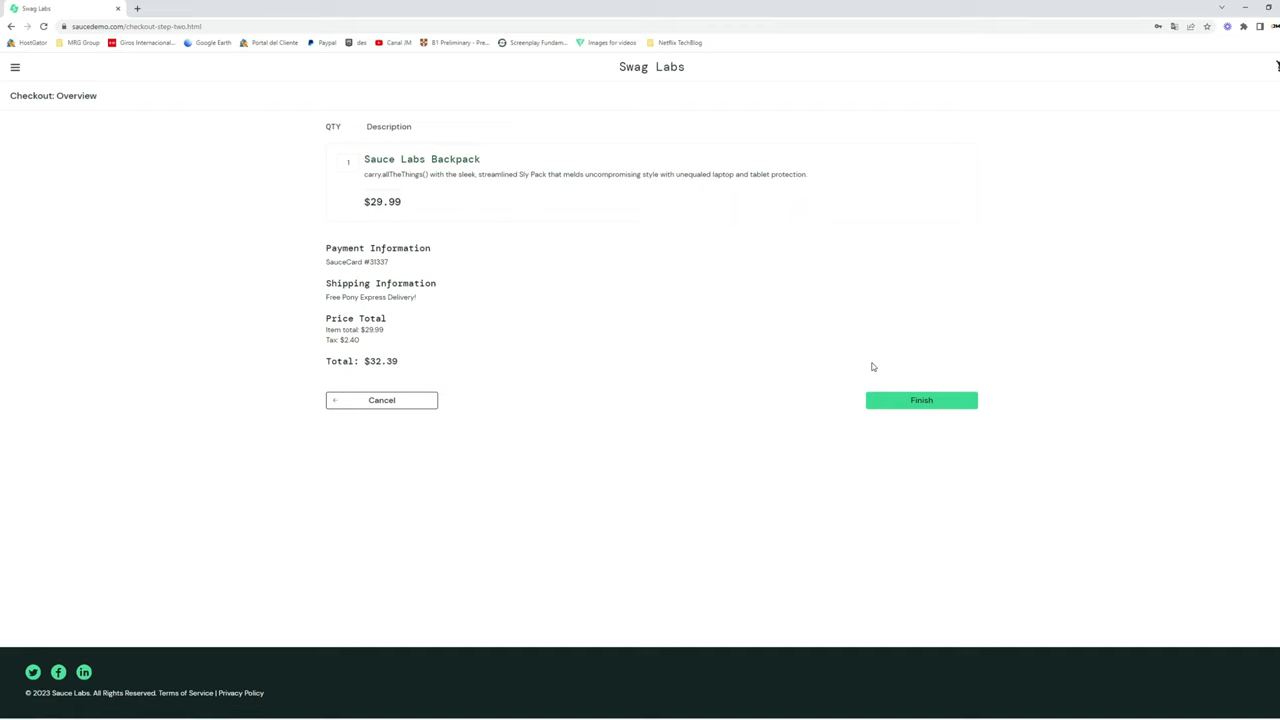 Swag Labs
saucedemo.com/checkout-step-two.html
HostGator
MRG Group
Giros Internacional...
Google Earth
Portal del Cliente
Paypal
des
Canal JM
B1 Preliminary - Pre...
Screenplay Fundam...
Images for videos
Netflix TechBlog
Swag Labs
Checkout: Overview
QTY Description
1
Sauce Labs Backpack
carry.allTheThings() with the sleek, streamlined Sly Pack that melds uncompromising style with unequaled laptop and tablet protection.
$29.99
Payment Information
SauceCard #31337
Shipping Information
Free Pony Express Delivery!
Price Total
Item total: $29.99
Tax: $2.40
Total: $32.39
Cancel
Finish
© 2023 Sauce Labs. All Rights Reserved. Terms of Service | Privacy Policy